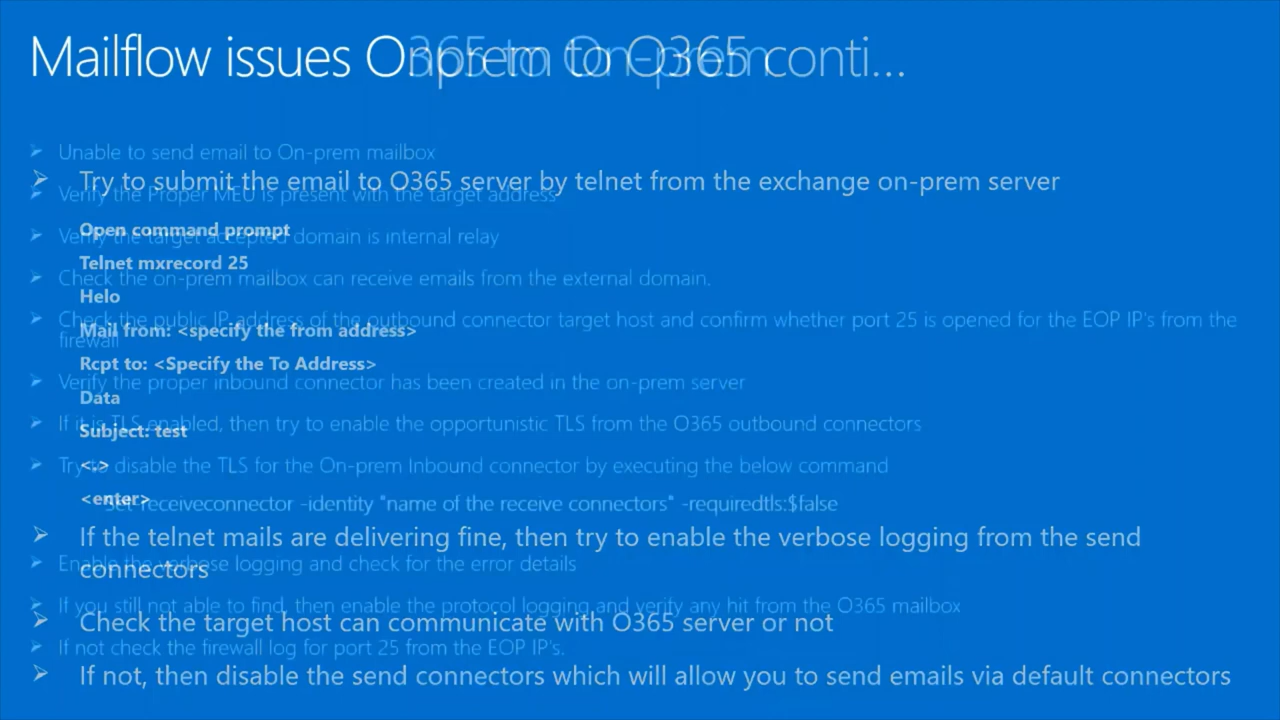 Mailflow issues Onprem to O365 conti...
Try to submit the email to O365 server by telnet from the exchange on-prem server
Open command prompt
Telnet mxrecord 25
Helo
Mail from: <specify the from address>
Rcpt to: <Specify the To Address>
Data
Subject: test
<.>
<enter>
If the telnet mails are delivering fine, then try to enable the verbose logging from the send
connectors
Check the target host can communicate with O365 server or not
If not, then disable the send connectors which will allow you to send emails via default connectors
365 to On-prem
Unable to send email to On-prem mailbox
Verify the Proper MEU is present with the target address
Verify the target accepted domain is internal relay
Check the on-prem mailbox can receive emails from the external domain.
Check the public IP address of the outbound connector target host and confirm whether port 25 is opened for the EOP IP's from the
firewall
Verify the proper inbound connector has been created in the on-prem server
If it is TLS enabled, then try to enable the opportunistic TLS from the O365 outbound connectors
Try to disable the TLS for the On-prem Inbound connector by executing the below command
Set-receiveconnector -identity "name of the receive connectors" -requiredtls:$false
Enable the verbose logging and check for the error details
If you still not able to find, then enable the protocol logging and verify any hit from the O365 mailbox
If not check the firewall log for port 25 from the EOP IP's.